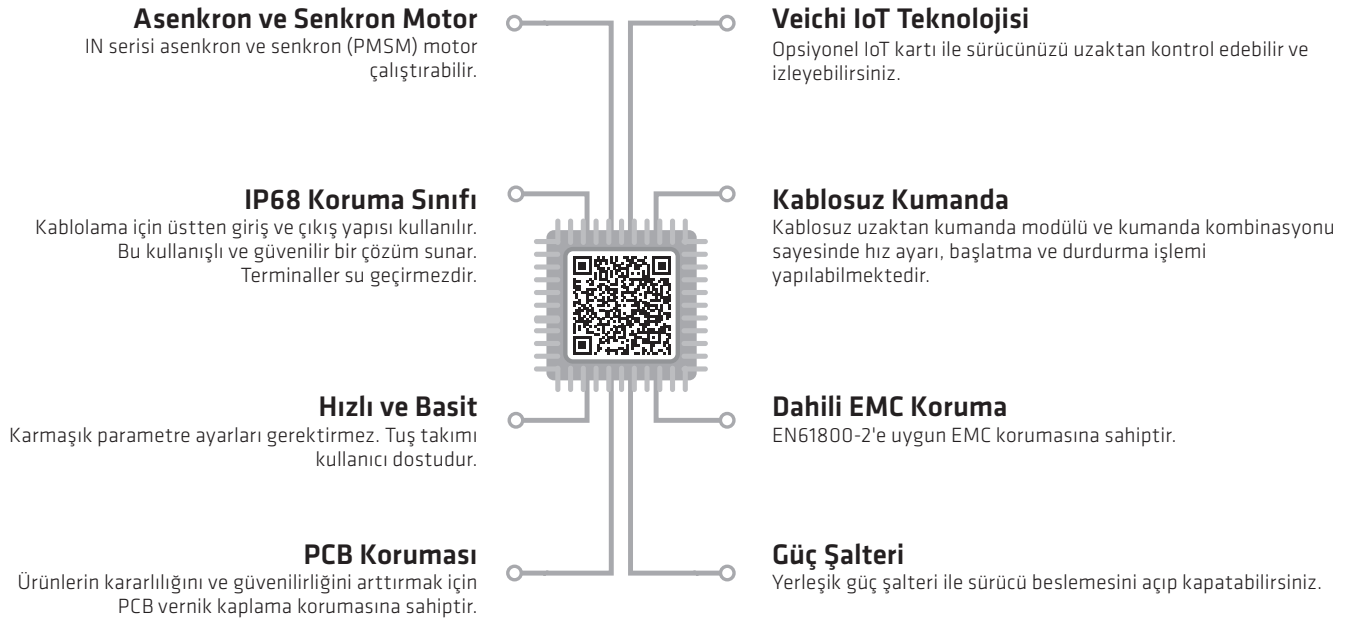 Asenkron ve Senkron Motor
IN serisi asenkron ve senkron (PMSM) motor
çalıştırabilir.
Veichi IoT Teknolojisi
Opsiyonel IoT kartı ile sürücünüzü uzaktan kontrol edebilir ve
izleyebilirsiniz.
IP68 Koruma Sınıfı
Kablolama için üstten giriş ve çıkış yapısı kullanılır.
Bu kullanışlı ve güvenilir bir çözüm sunar.
Terminaller su geçirmezdir.
Kablosuz Kumanda
Kablosuz uzaktan kumanda modülü ve kumanda kombinasyonu
sayesinde hız ayarı, başlatma ve durdurma işlemi
yapılabilmektedir.
Hızlı ve Basit
Karmaşık parametre ayarları gerektirmez. Tuş takımı
kullanıcı dostudur.
Dahili EMC Koruma
EN61800-2'e uygun EMC korumasına sahiptir.
PCB Koruması
Ürünlerin kararlılığını ve güvenilirliğini arttırmak için
PCB vernik kaplama korumasına sahiptir.
Güç Şalteri
Yerleşik güç şalteri ile sürücü beslemesini açıp kapatabilirsiniz.